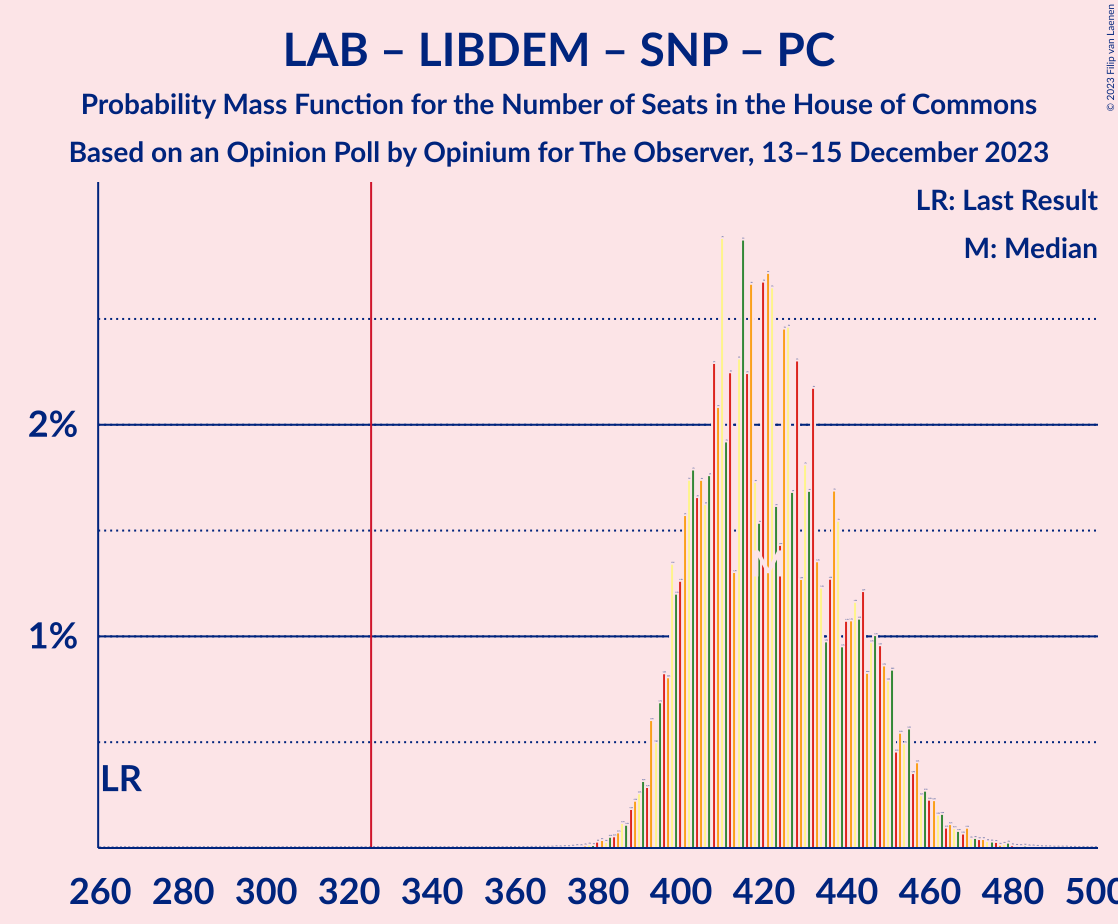 LAB – LIBDEM – SNP – PC
Probability Mass Function for the Number of Seats in the House of Commons
Based on an Opinion Poll by Opinium for The Observer, 13–15 December 2023
© 2023 Filip van Laenen
LR: Last Result
M: Median
2%
1%
M
LR
260 280 300 320 340 360 380 400 420 440 460 480 500